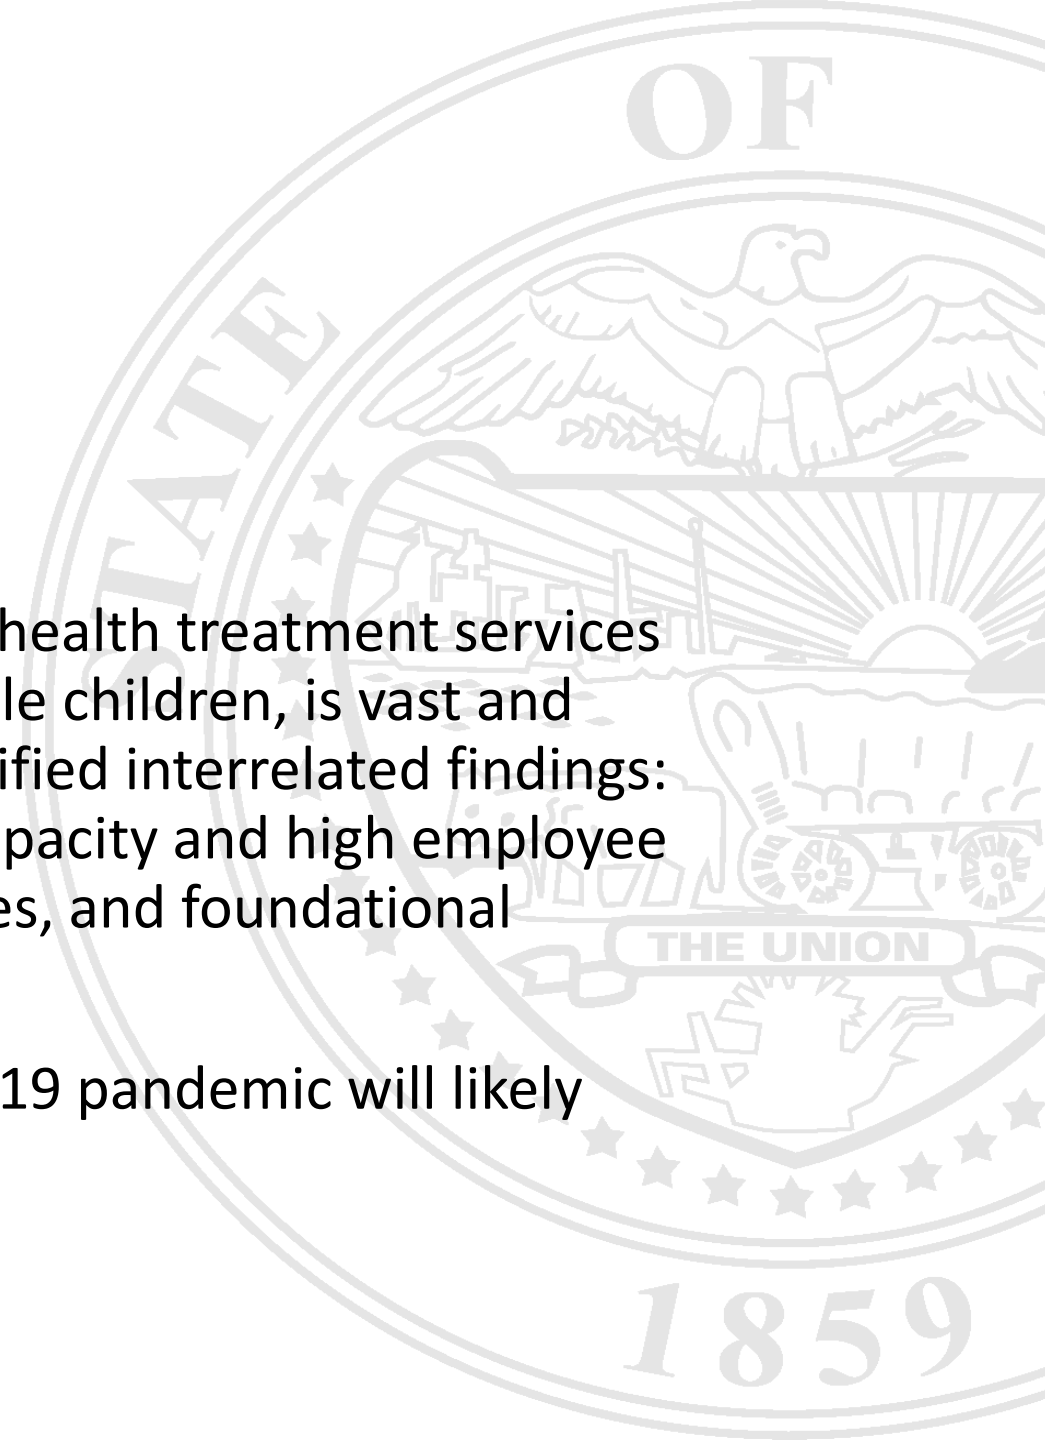 OF
STATE
health treatment services
le children, is vast and
ified interrelated findings:
pacity and high employee
es, and foundational
THE UNION
19 pandemic will likely
1859